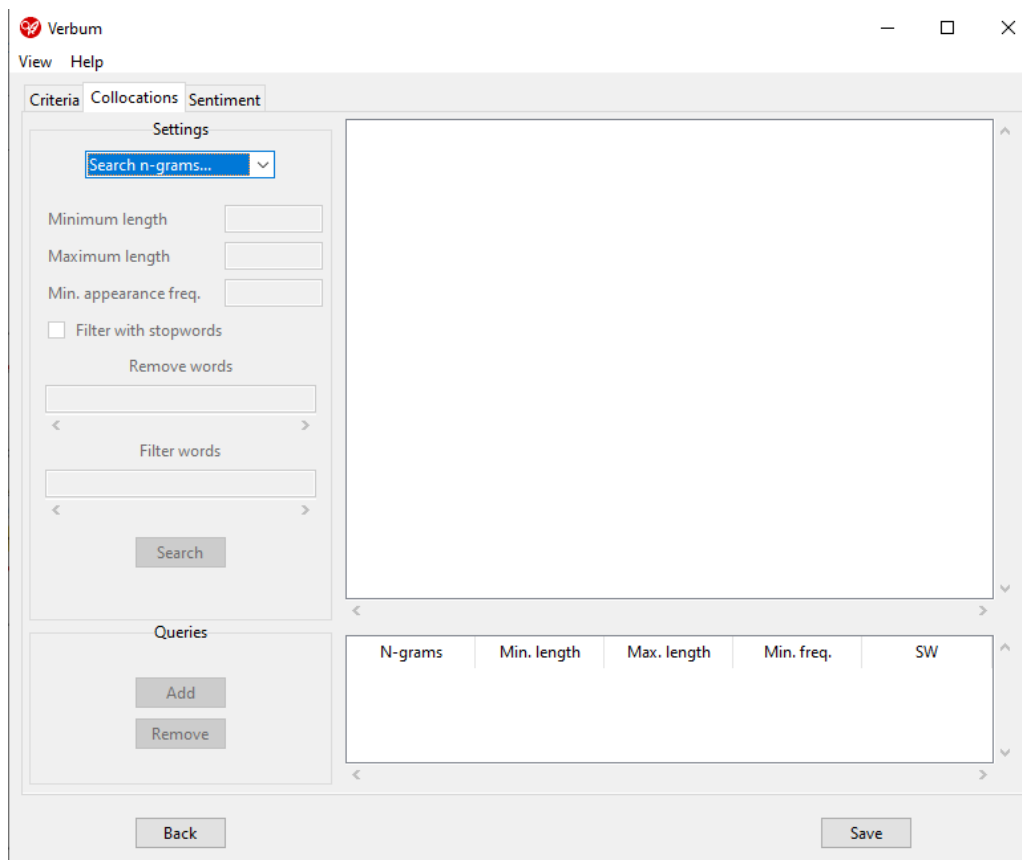 Verbum
View Help
Criteria Collocations Sentiment
Settings
Search n-grams...
Minimum length
Maximum length
Min. appearance freq.
Filter with stopwords
Remove words
Filter words
Search
Queries
Add
Remove
N-grams Min. length Max. length Min. freq. SW
Back Save